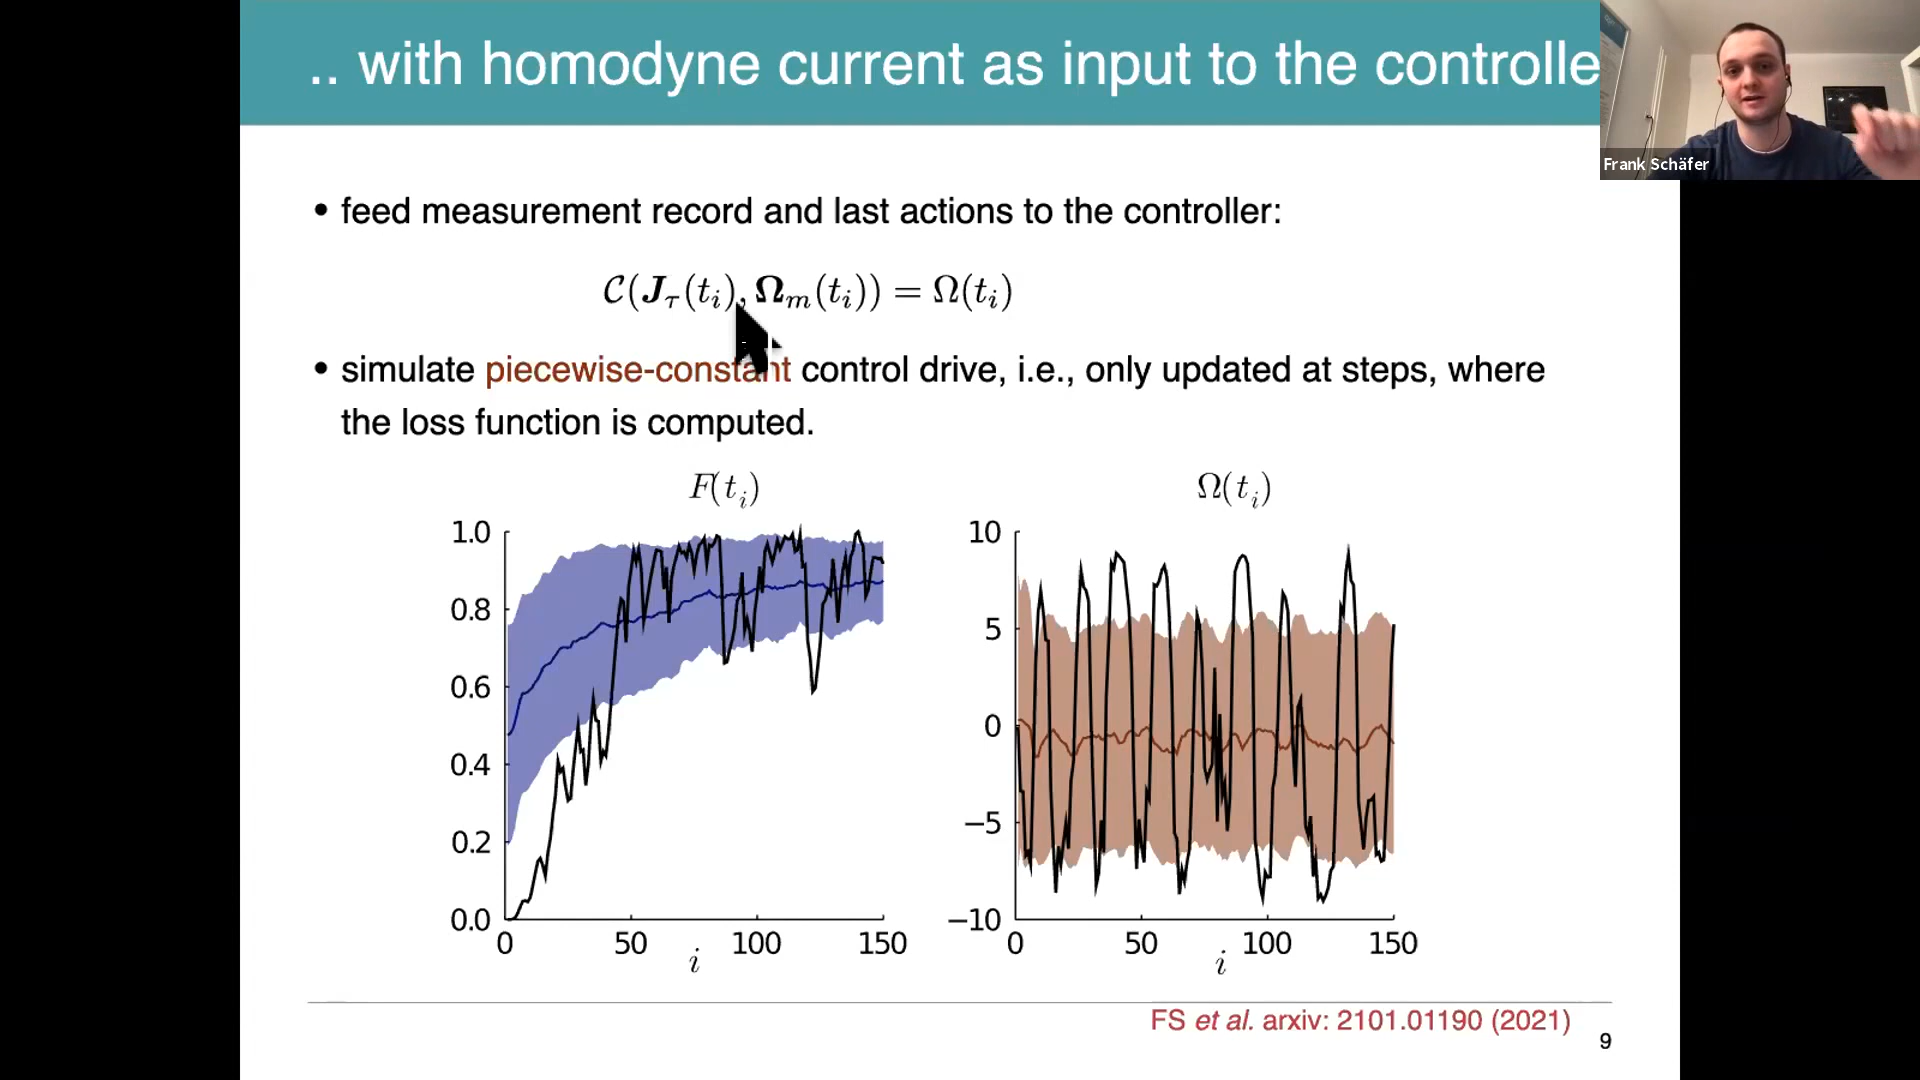 .. with homodyne current as input to the controlle
Frank Schäfer
• feed measurement record and last actions to the controller:
𝒞(J_τ(t_i), Ω_m(t_i)) = Ω(t_i)
• simulate piecewise-constant control drive, i.e., only updated at steps, where
the loss function is computed.
F(t_i)
1.0
0.8
0.6
0.4
0.2
0.0
0 50 100 150
i
Ω(t_i)
10
5
0
−5
−10
0 50 100 150
i
FS et al. arxiv: 2101.01190 (2021)
9